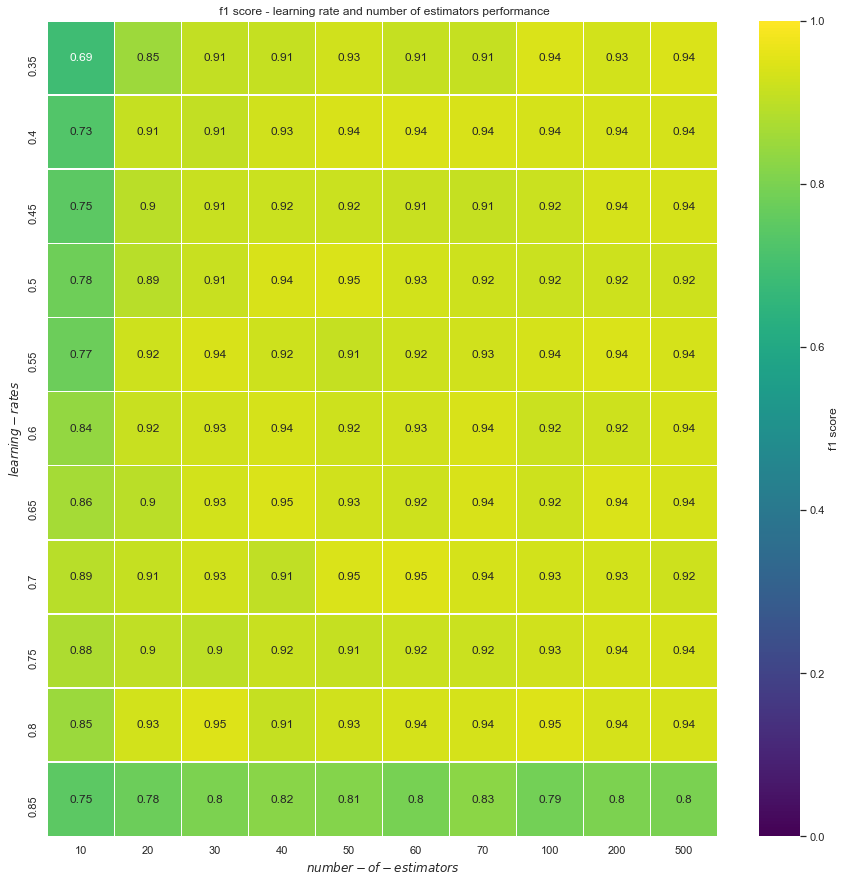 f1 score - learning rate and number of estimators performance
0.35 0.69 0.85 0.91 0.91 0.93 0.91 0.91 0.94 0.93 0.94
0.4 0.73 0.91 0.91 0.93 0.94 0.94 0.94 0.94 0.94 0.94
0.45 0.75 0.9 0.91 0.92 0.92 0.91 0.91 0.92 0.94 0.94
0.5 0.78 0.89 0.91 0.94 0.95 0.93 0.92 0.92 0.92 0.92
0.55 0.77 0.92 0.94 0.92 0.91 0.92 0.93 0.94 0.94 0.94
0.6 0.84 0.92 0.93 0.94 0.92 0.93 0.94 0.92 0.92 0.94
0.65 0.86 0.9 0.93 0.95 0.93 0.92 0.94 0.92 0.94 0.94
0.7 0.89 0.91 0.93 0.91 0.95 0.95 0.94 0.93 0.93 0.92
0.75 0.88 0.9 0.9 0.92 0.91 0.92 0.92 0.93 0.94 0.94
0.8 0.85 0.93 0.95 0.91 0.93 0.94 0.94 0.95 0.94 0.94
0.85 0.75 0.78 0.8 0.82 0.81 0.8 0.83 0.79 0.8 0.8
10 20 30 40 50 60 70 100 200 500
number − of − estimators
learning − rates
1.0
0.8
0.6
0.4
0.2
0.0
f1 score